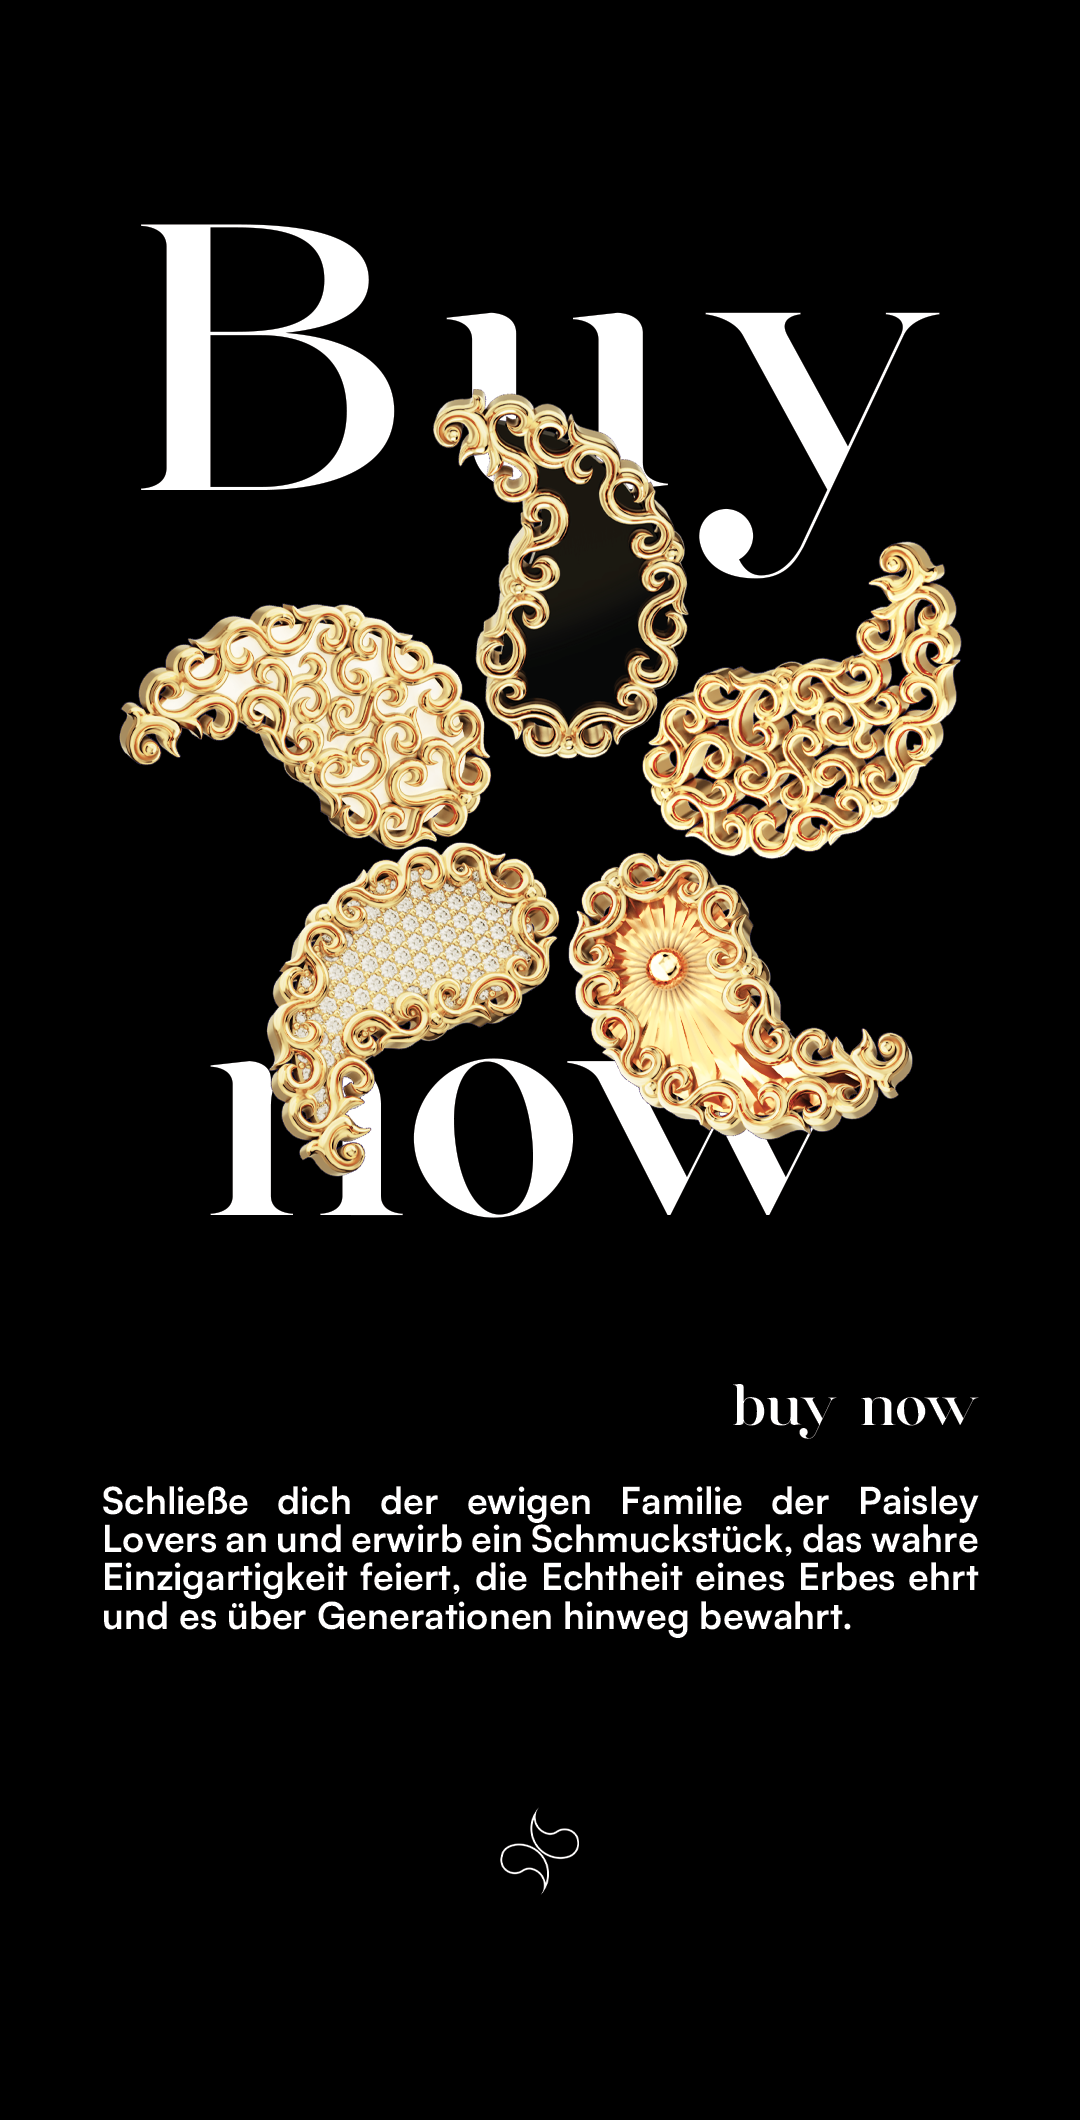 Buy
now
buy now
Schließe dich der ewigen Familie der Paisley
Lovers an und erwirb ein Schmuckstück, das wahre
Einzigartigkeit feiert, die Echtheit eines Erbes ehrt
und es über Generationen hinweg bewahrt.